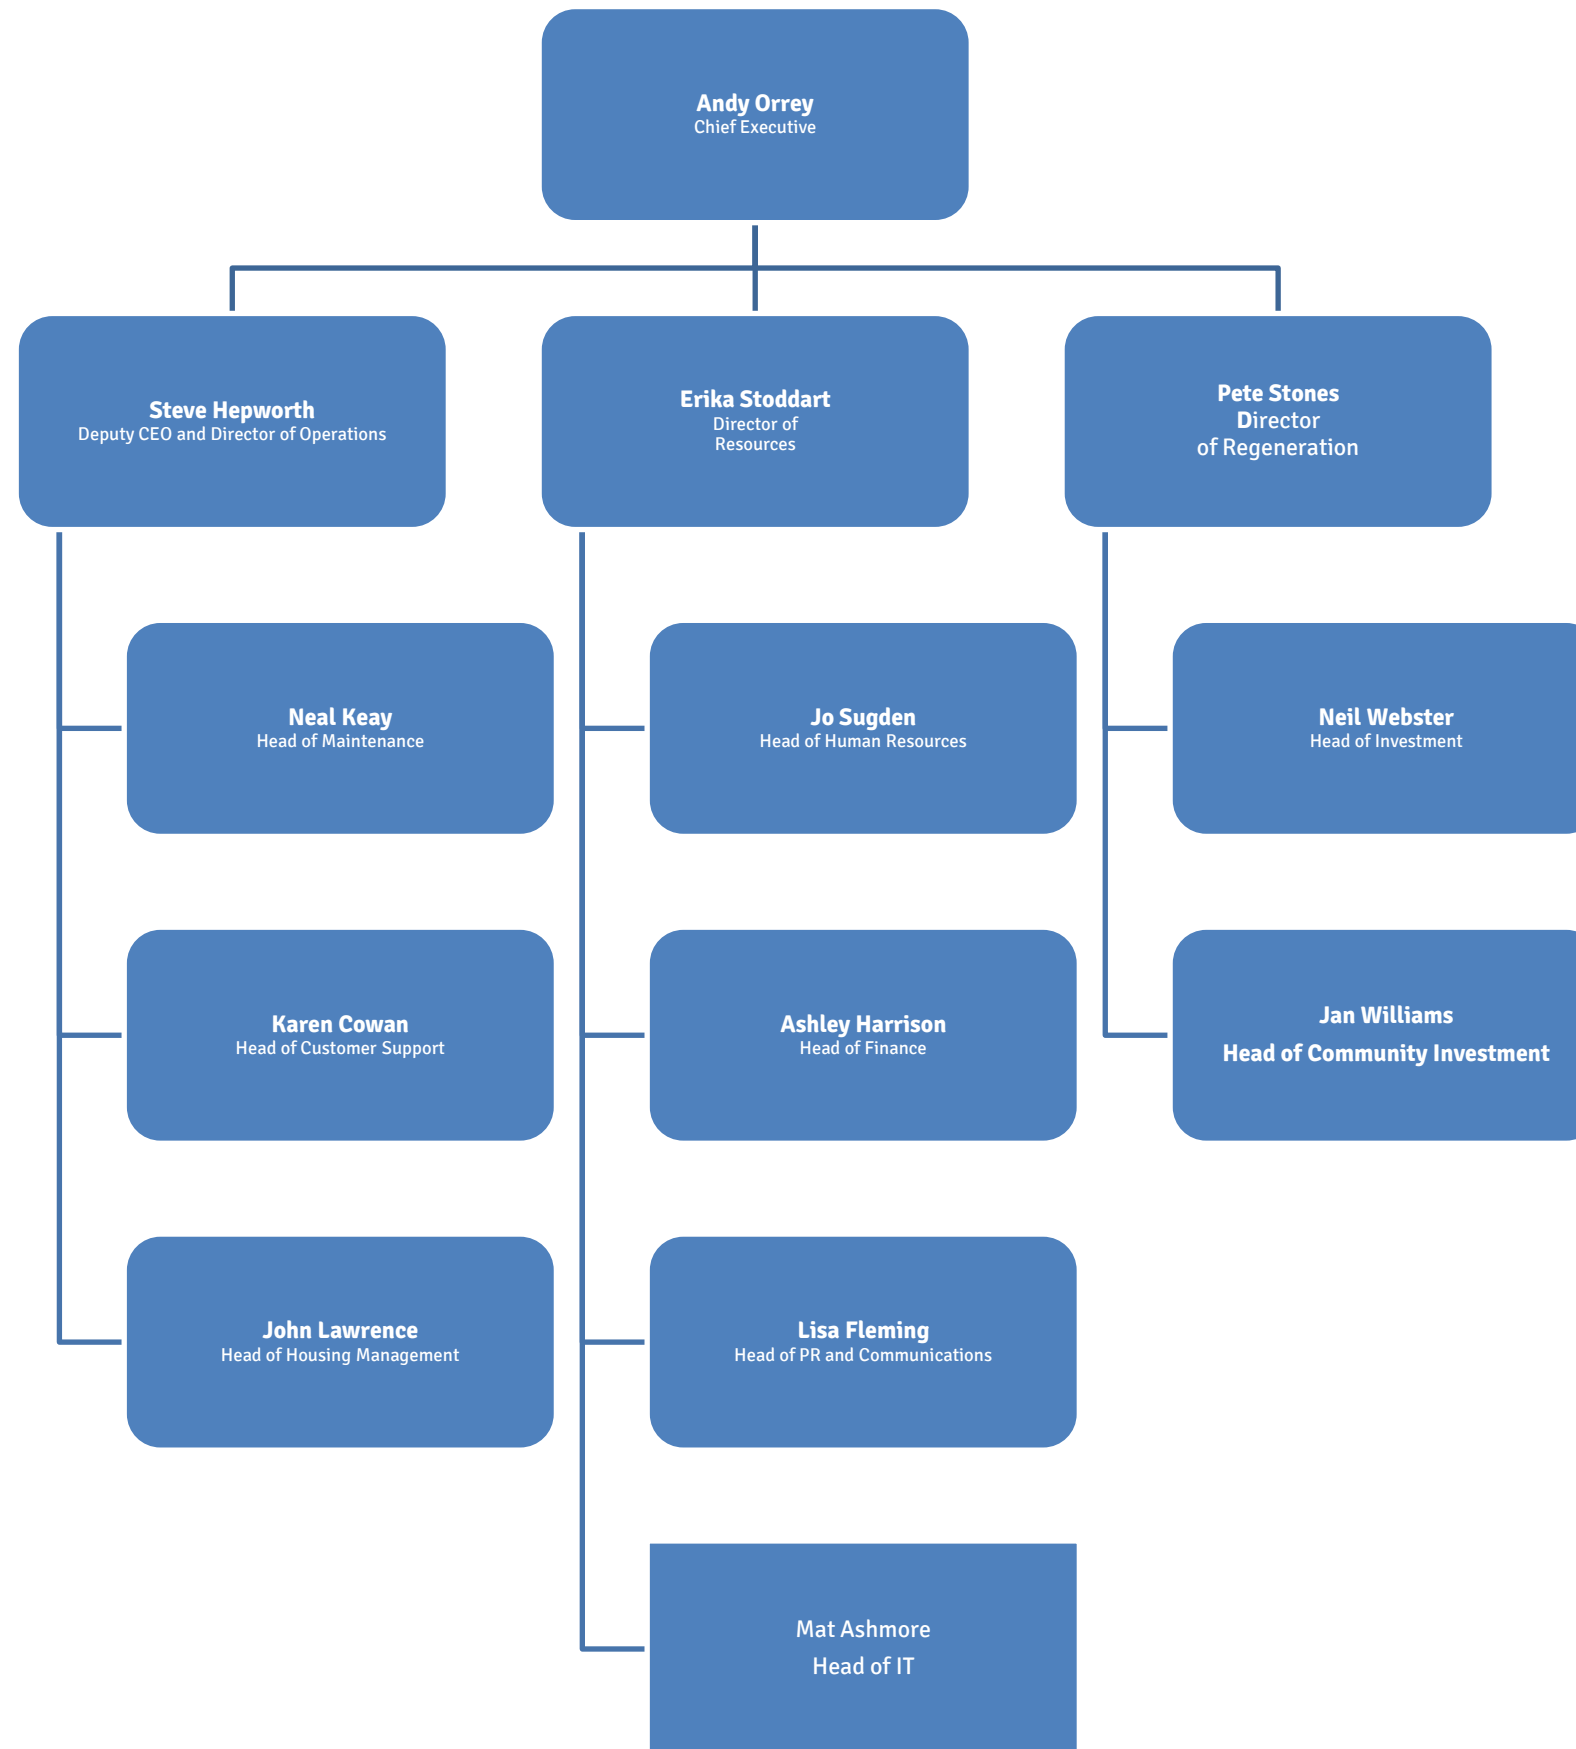 Andy Orrey
Chief Executive
Steve Hepworth
Deputy CEO and Director of Operations
Erika Stoddart
Director of
Resources
Pete Stones
Director
of Regeneration
Neal Keay
Head of Maintenance
Jo Sugden
Head of Human Resources
Neil Webster
Head of Investment
Karen Cowan
Head of Customer Support
Ashley Harrison
Head of Finance
Jan Williams
Head of Community Investment
John Lawrence
Head of Housing Management
Lisa Fleming
Head of PR and Communications
Mat Ashmore
Head of IT